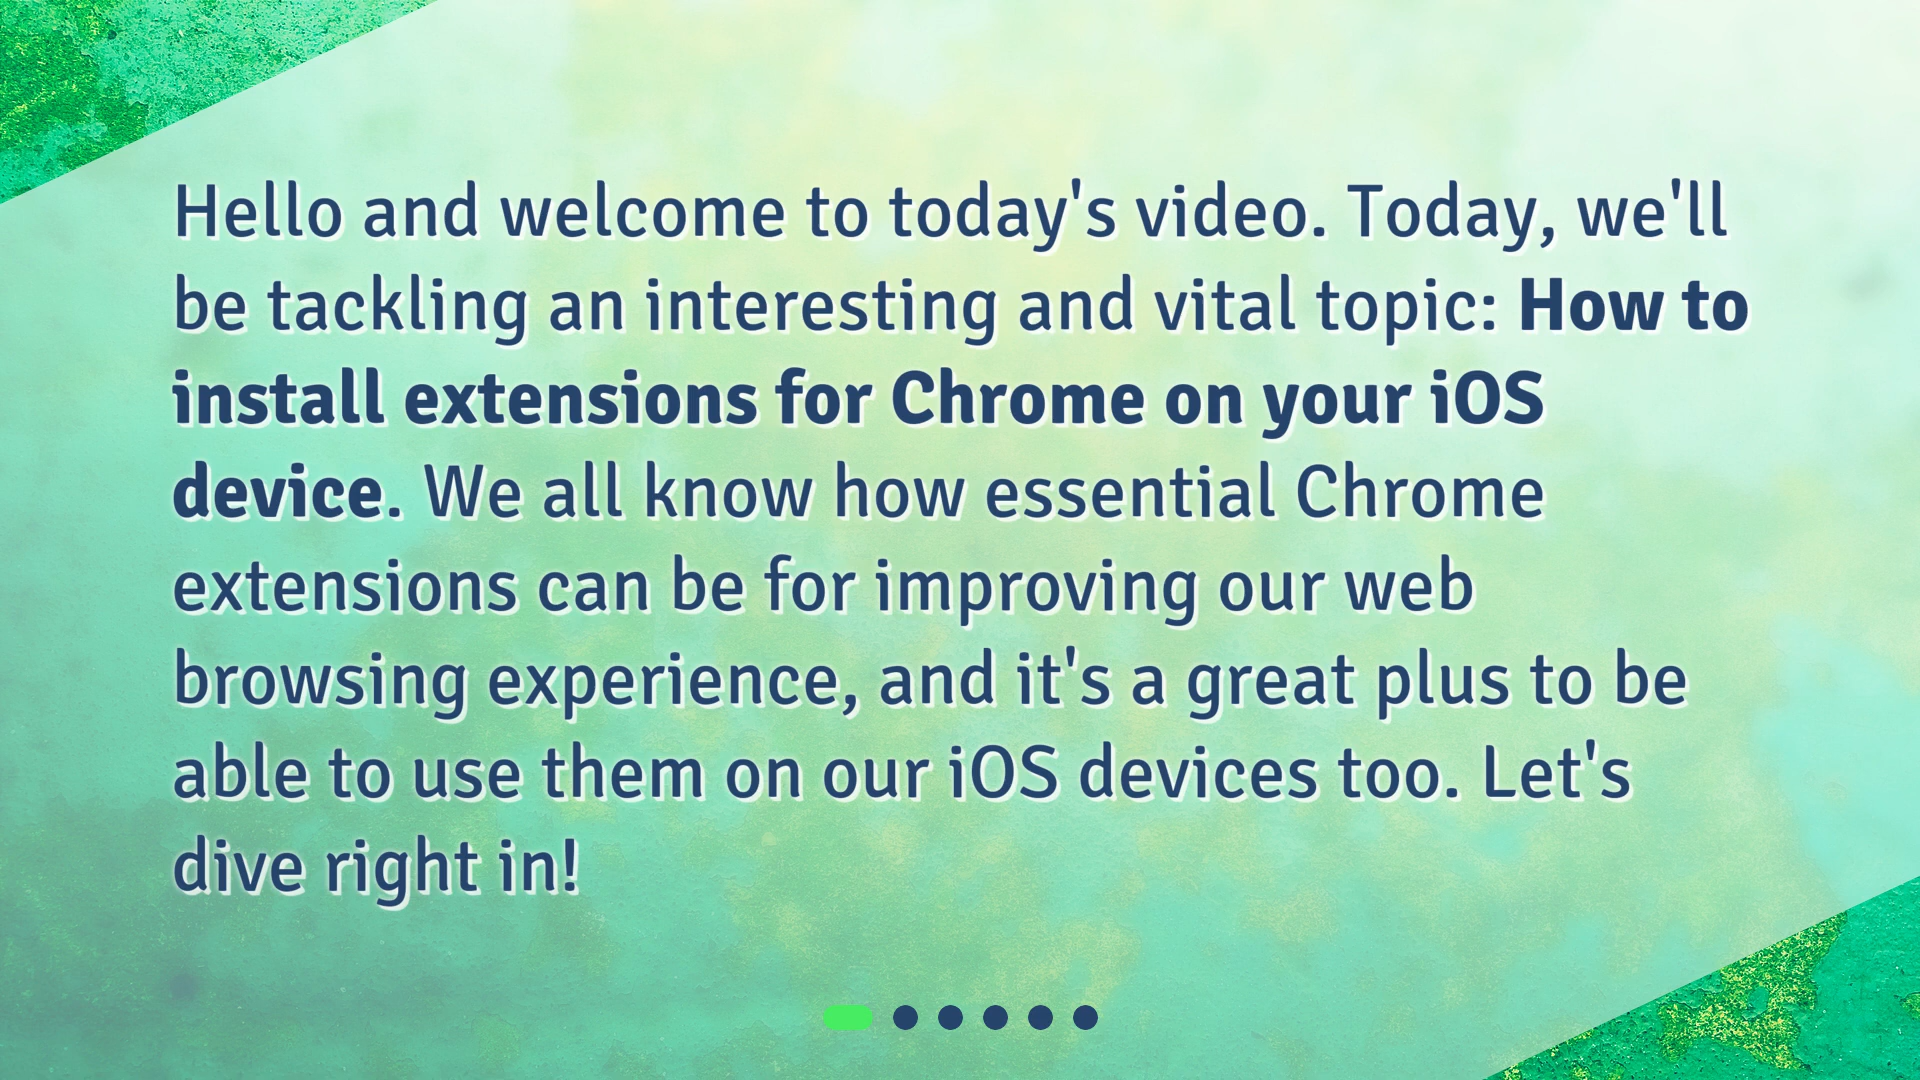 Hello and welcome to today's video. Today, we'll
be tackling an interesting and vital topic: How to
install extensions for Chrome on your iOS
device. We all know how essential Chrome
extensions can be for improving our web
browsing experience, and it's a great plus to be
able to use them on our iOS devices too. Let's
dive right in!